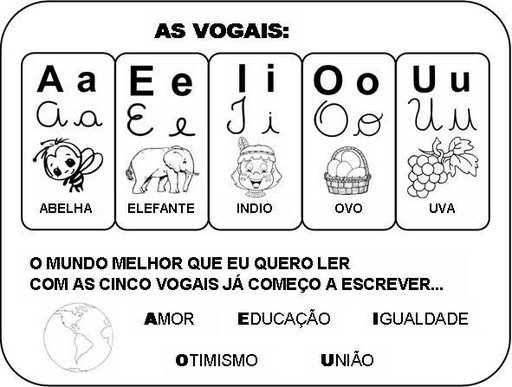 AS VOGAIS:
A a E e I i O o U u
A a E e I i O o U u
ABELHA ELEFANTE INDIO OVO UVA
O MUNDO MELHOR QUE EU QUERO LER
COM AS CINCO VOGAIS JÁ COMEÇO A ESCREVER...
AMOR EDUCAÇÃO IGUALDADE
OTIMISMO UNIÃO